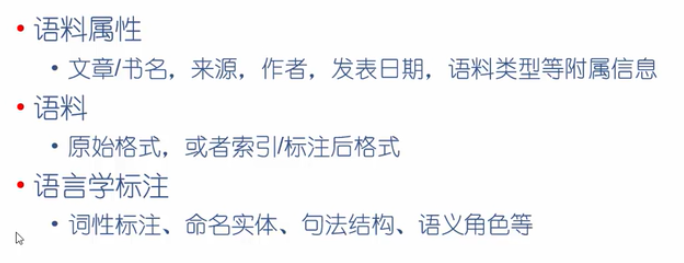 • 语料属性
• 文章/书名，来源，作者，发表日期，语料类型等附属信息
• 语料
• 原始格式，或者索引/标注后格式
• 语言学标注
• 词性标注、命名实体、句法结构、语义角色等